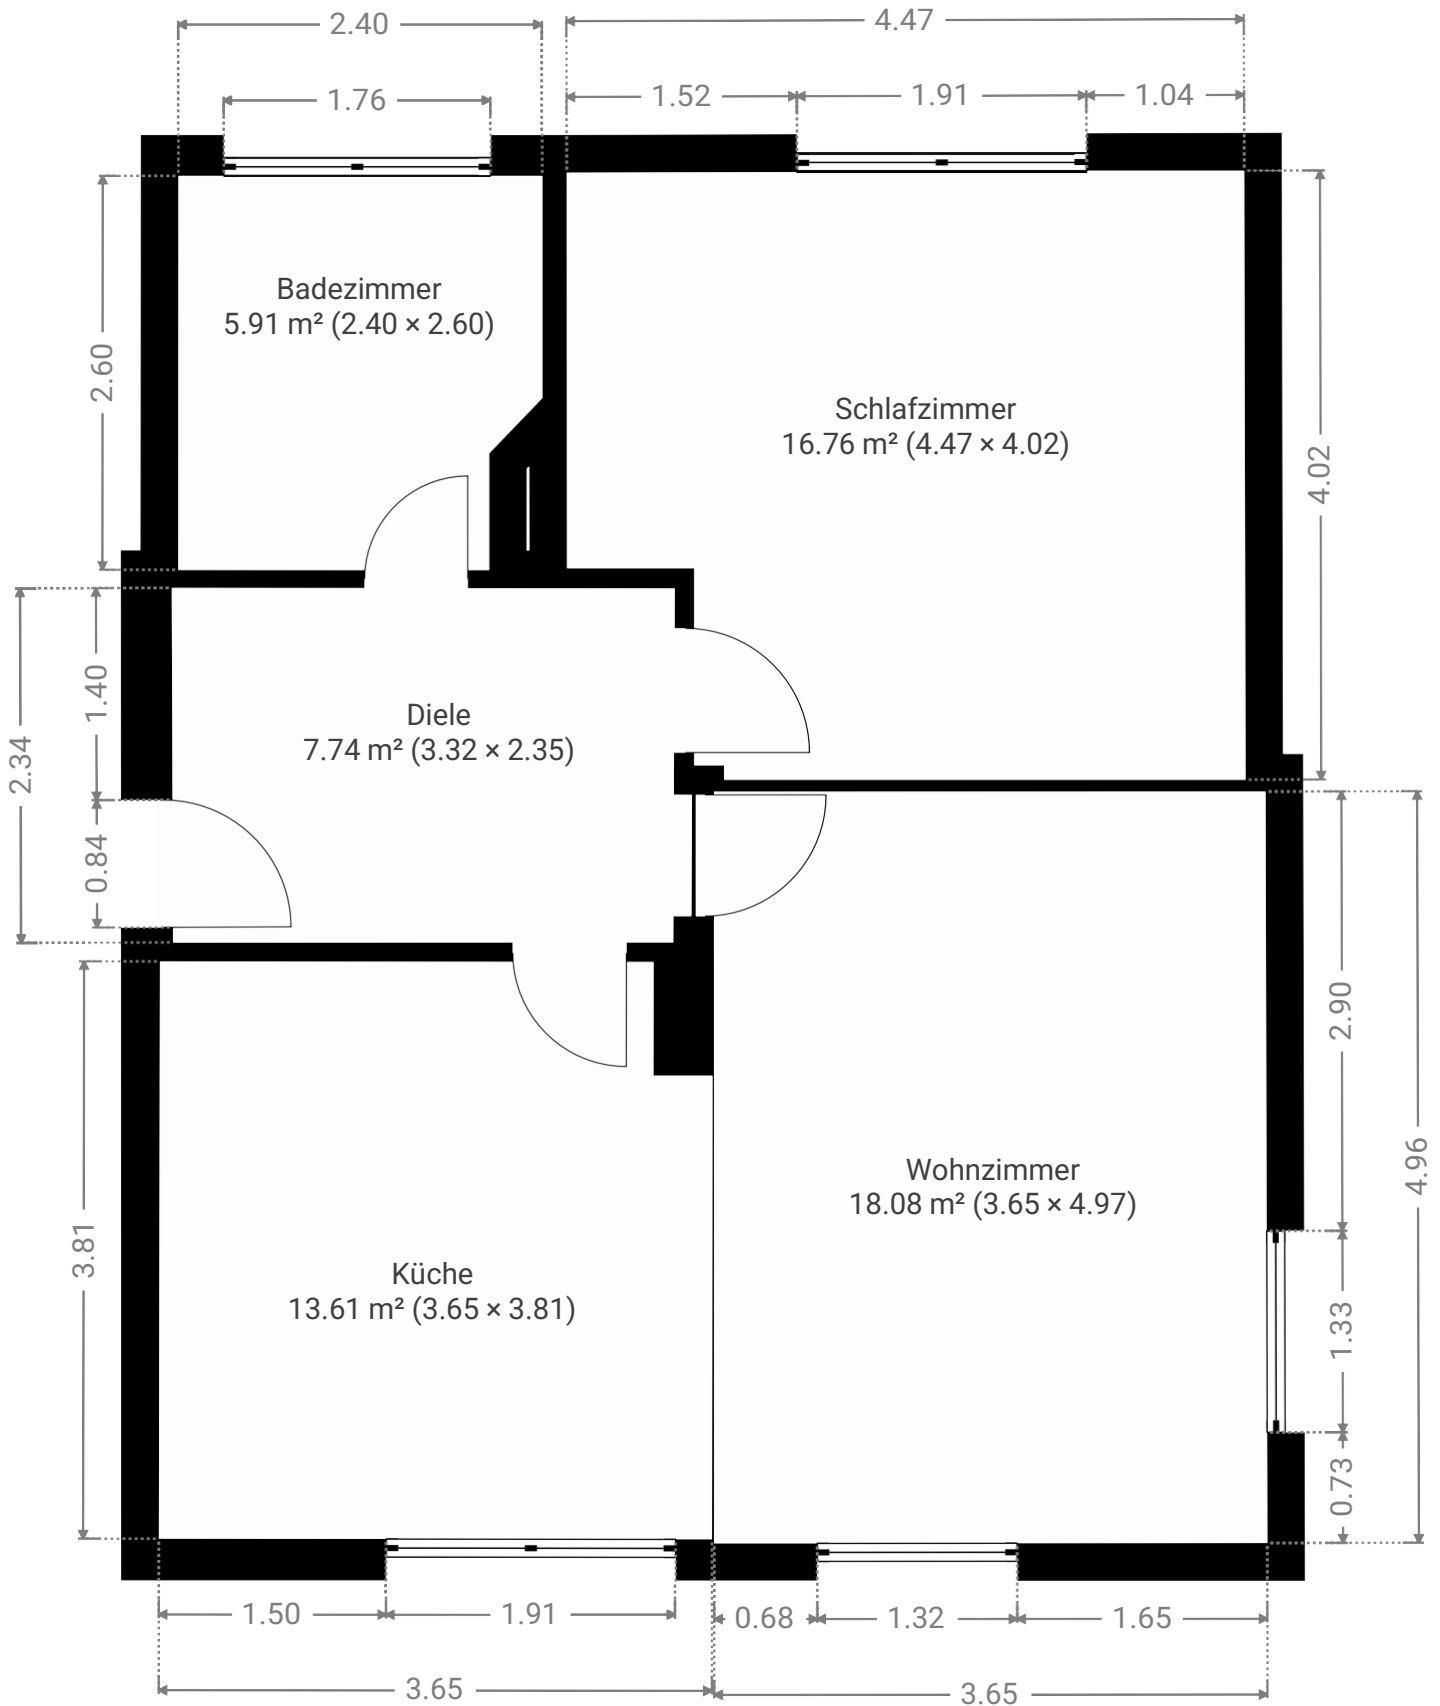 2.40
4.47
1.76
1.52
1.91
1.04
Badezimmer
5.91 m² (2.40 × 2.60)
2.60
Schlafzimmer
16.76 m² (4.47 × 4.02)
4.02
1.40
Diele
7.74 m² (3.32 × 2.35)
2.34
0.84
2.90
4.96
Wohnzimmer
18.08 m² (3.65 × 4.97)
3.81
Küche
13.61 m² (3.65 × 3.81)
1.33
0.73
1.50
1.91
0.68
1.32
1.65
3.65
3.65